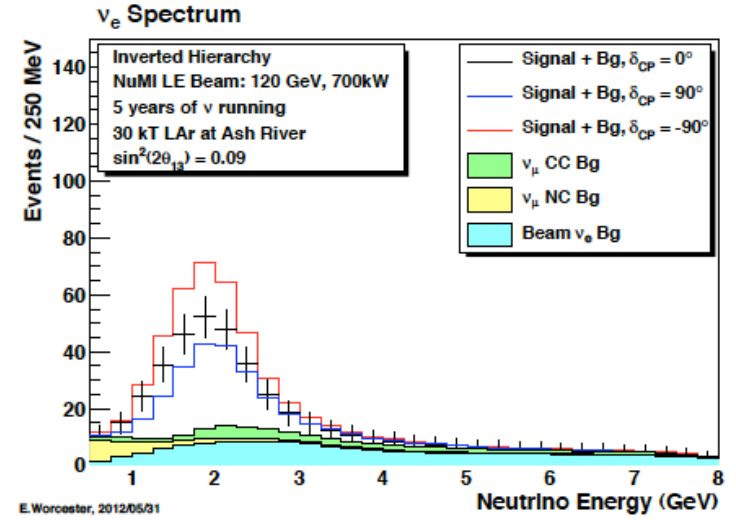 νe Spectrum
Events / 250 MeV
140
120
100
80
60
40
20
0
Inverted Hierarchy
NuMI LE Beam: 120 GeV, 700kW
5 years of ν running
30 kT LAr at Ash River
sin²(2θ₁₃) = 0.09
Signal + Bg, δCP = 0°
Signal + Bg, δCP = 90°
Signal + Bg, δCP = -90°
νμ CC Bg
νμ NC Bg
Beam νe Bg
1 2 3 4 5 6 7 8
Neutrino Energy (GeV)
E.Worcester, 2012/05/31